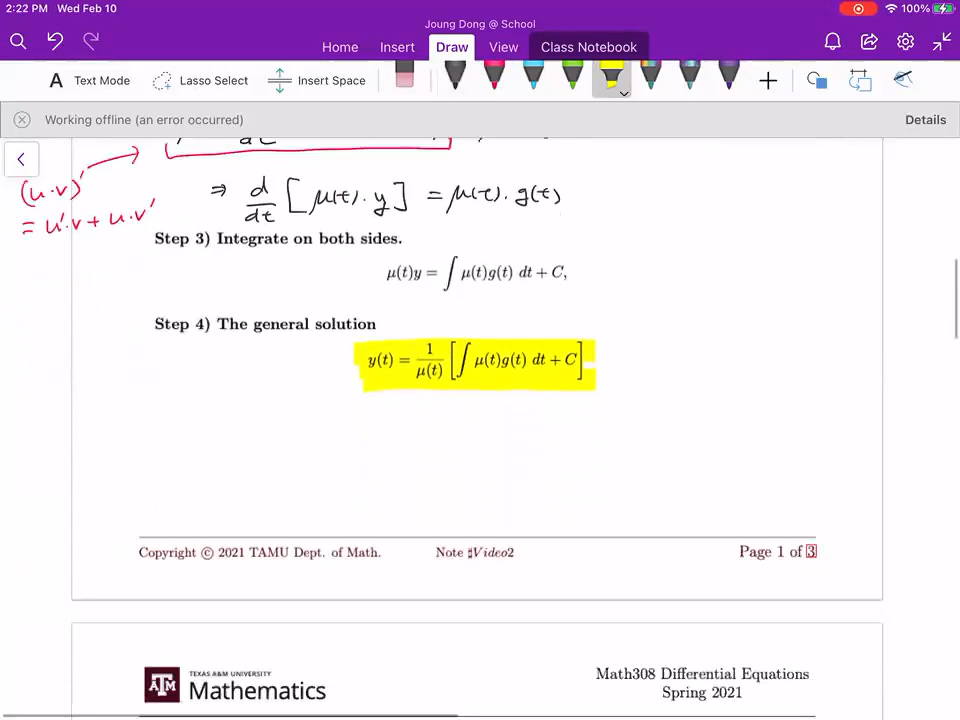 2:22 PM Wed Feb 10
100%
Joung Dong @ School
Home Insert Draw View Class Notebook
Text Mode Lasso Select Insert Space
Working offline (an error occurred) Details
dt
(u·v)'
= u'·v + u·v'
⇒ d/dt [μ(t)·y] = μ(t)·g(t)
Step 3) Integrate on both sides.
μ(t)y = ∫ μ(t)g(t) dt + C,
Step 4) The general solution
y(t) = 1/μ(t) [∫ μ(t)g(t) dt + C]
Copyright © 2021 TAMU Dept. of Math. Note ♯Video2 Page 1 of 3
ATM TEXAS A&M UNIVERSITY
Mathematics
Math308 Differential Equations
Spring 2021